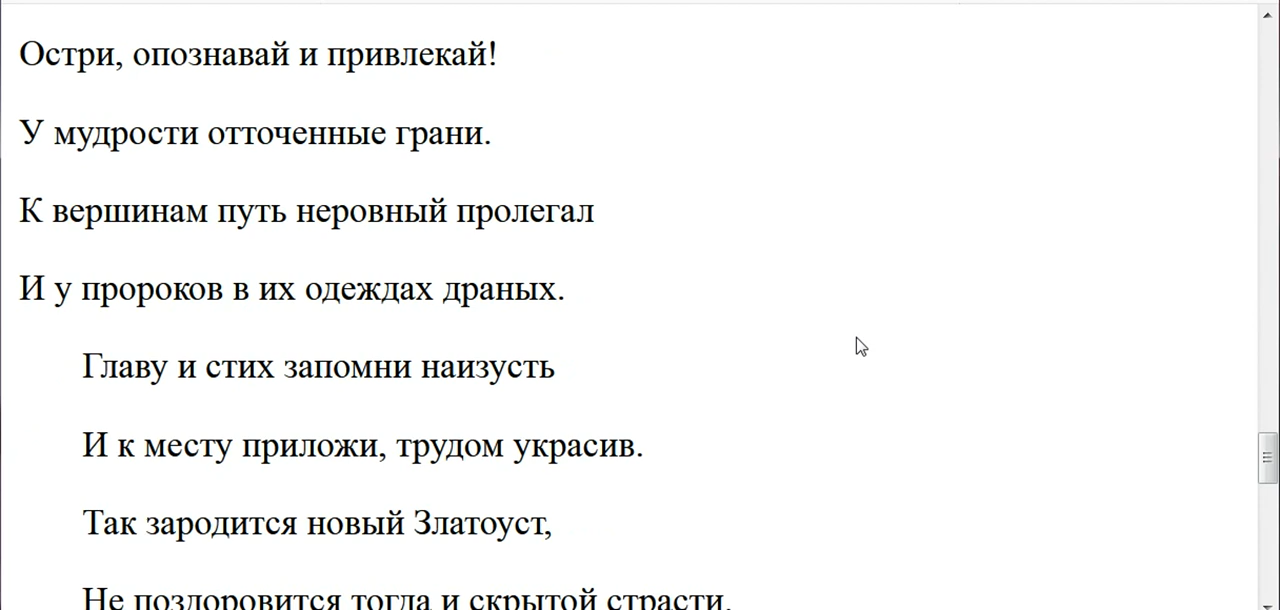 Остри, опознавай и привлекай!
У мудрости отточенные грани.
К вершинам путь неровный пролегал
И у пророков в их одеждах драных.
Главу и стих запомни наизусть
И к месту приложи, трудом украсив.
Так зародится новый Златоуст,
Не поздоровится тогда и скрытой страсти.